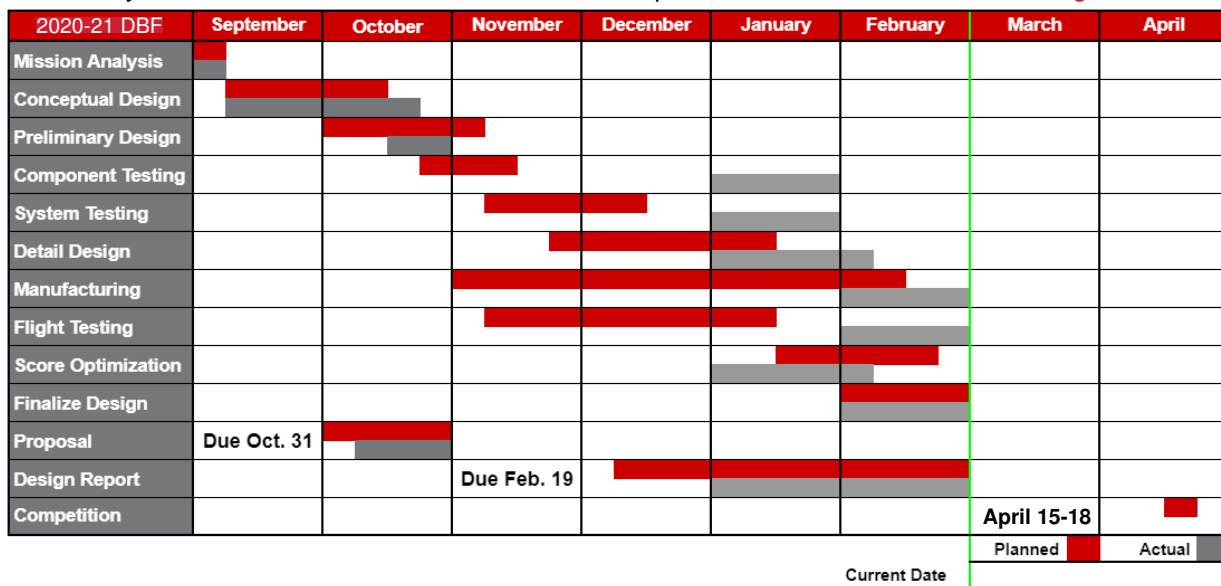 2020-21 DBF September October November December January February March April
Mission Analysis
Conceptual Design
Preliminary Design
Component Testing
System Testing
Detail Design
Manufacturing
Flight Testing
Score Optimization
Finalize Design
Proposal Due Oct. 31
Design Report Due Feb. 19
Competition April 15-18
Planned Actual
Current Date